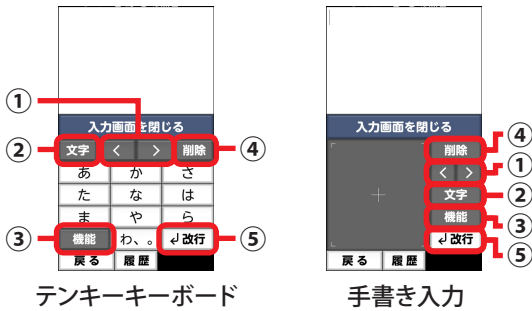 ①
入力画面を閉じる
② 文字 < > 削除 ④
あ か さ
た な は
ま や ら
③ 機能 わ、。 改行 ⑤
戻る 履歴
テンキーキーボード
入力画面を閉じる
削除 ④
< > ①
文字 ②
機能 ③
改行 ⑤
戻る 履歴
手書き入力